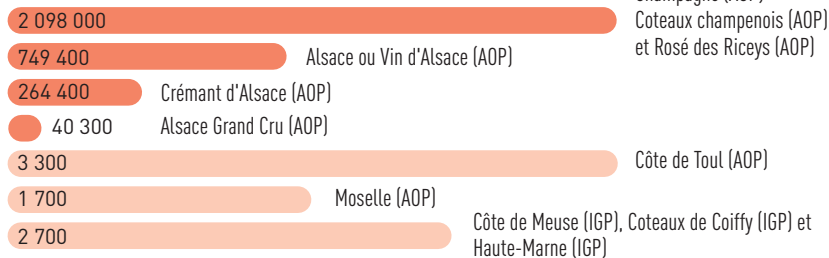 2 098 000
Coteaux champenois (AOP)
et Rosé des Riceys (AOP)
749 400 Alsace ou Vin d'Alsace (AOP)
264 400 Crémant d'Alsace (AOP)
40 300 Alsace Grand Cru (AOP)
3 300 Côte de Toul (AOP)
1 700 Moselle (AOP)
2 700 Côte de Meuse (IGP), Coteaux de Coiffy (IGP) et
Haute-Marne (IGP)